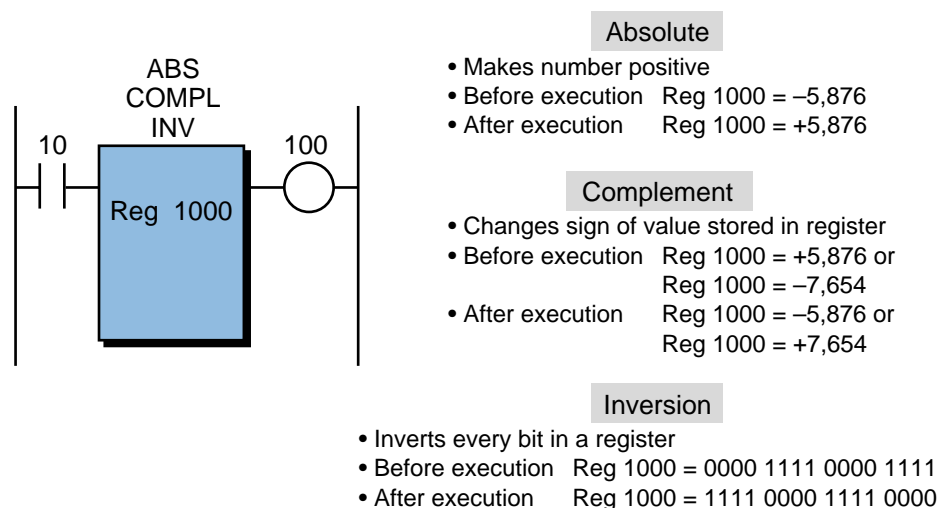 ABS
COMPL
INV
10
100
Reg 1000
Absolute
• Makes number positive
• Before execution Reg 1000 = –5,876
• After execution Reg 1000 = +5,876
Complement
• Changes sign of value stored in register
• Before execution Reg 1000 = +5,876 or
Reg 1000 = –7,654
• After execution Reg 1000 = –5,876 or
Reg 1000 = +7,654
Inversion
• Inverts every bit in a register
• Before execution Reg 1000 = 0000 1111 0000 1111
• After execution Reg 1000 = 1111 0000 1111 0000